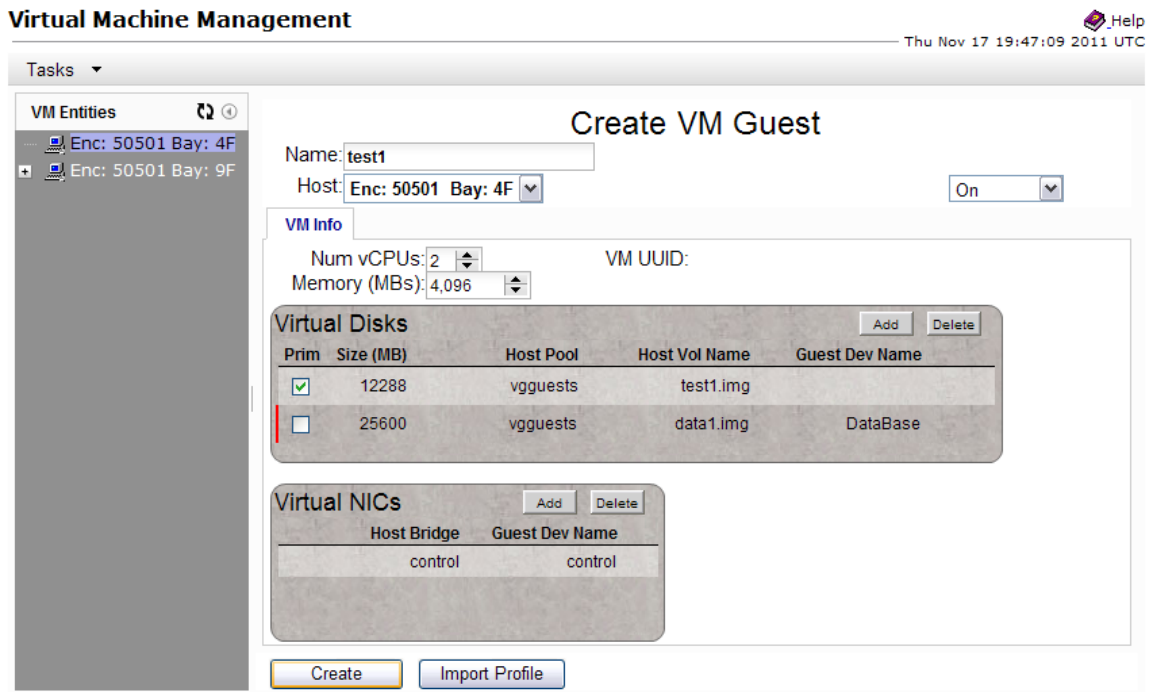 Virtual Machine Management
Help
Thu Nov 17 19:47:09 2011 UTC
Tasks
VM Entities
Enc: 50501 Bay: 4F
Enc: 50501 Bay: 9F
Create VM Guest
Name: test1
Host: Enc: 50501 Bay: 4F On
VM Info
Num vCPUs: 2 VM UUID:
Memory (MBs): 4,096
Virtual Disks Add Delete
Prim Size (MB) Host Pool Host Vol Name Guest Dev Name
12288 vgguests test1.img
25600 vgguests data1.img DataBase
Virtual NICs Add Delete
Host Bridge Guest Dev Name
control control
Create Import Profile